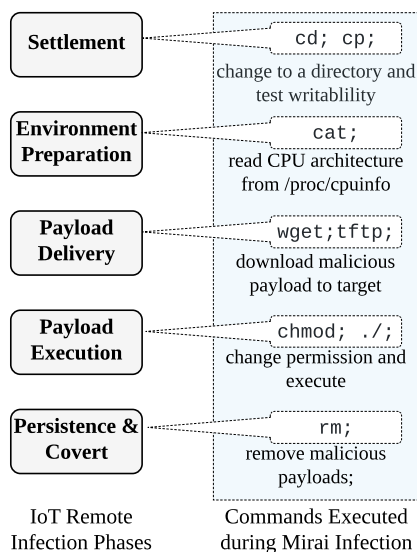 Settlement
cd; cp;
change to a directory and
test writablility
Environment
Preparation
cat;
read CPU architecture
from /proc/cpuinfo
Payload
Delivery
wget;tftp;
download malicious
payload to target
Payload
Execution
chmod; ./;
change permission and
execute
Persistence &
Covert
rm;
remove malicious
payloads;
IoT Remote
Infection Phases
Commands Executed
during Mirai Infection